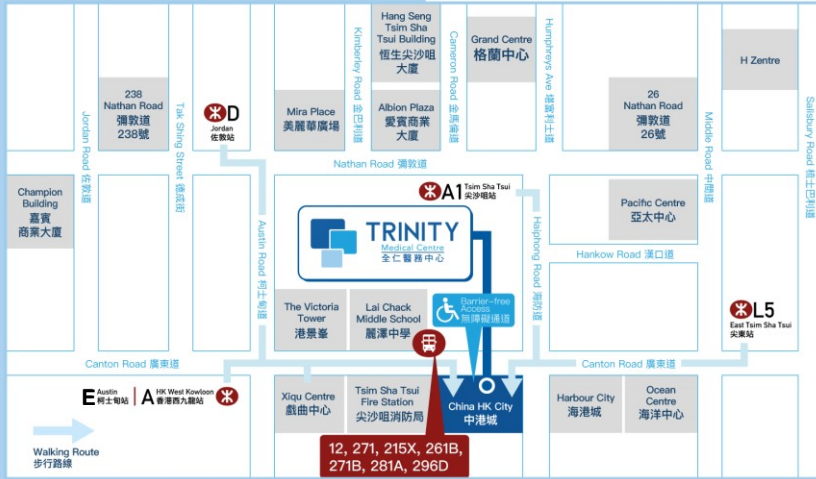 Hang Seng
Tsim Sha
Tsui Building
恆生尖沙咀
大廈
Grand Centre
格蘭中心
H Zentre
Kimberley Road 金巴利道
Cameron Road 金馬倫道
Humphreys Ave 堪富利士道
238
Nathan Road
彌敦道
238號
D
Jordan
佐敦站
Mira Place
美麗華廣場
Albion Plaza
愛賓商業
大廈
26
Nathan Road
彌敦道
26號
Jordan Road 佐敦道
Tak Shing Street 德成街
Middle Road 中間道
Salisbury Road 梳士巴利道
Nathan Road 彌敦道
Champion
Building
嘉賓
商業大廈
A1 Tsim Sha Tsui
尖沙咀站
Pacific Centre
亞太中心
TRINITY
Medical Centre
全仁醫務中心
Austin Road 柯士甸道
Haiphong Road 海防道
Hankow Road 漢口道
The Victoria
Tower
港景峯
Lai Chack
Middle School
麗澤中學
Barrier-free
Access
無障礙通道
L5
East Tsim Sha Tsui
尖東站
Canton Road 廣東道
Canton Road 廣東道
E Austin
柯士甸站
A HK West Kowloon
香港西九龍站
Xiqu Centre
戲曲中心
Tsim Sha Tsui
Fire Station
尖沙咀消防局
China HK City
中港城
Harbour City
海港城
Ocean
Centre
海洋中心
Walking Route
步行路線
12, 271, 215X, 261B,
271B, 281A, 296D